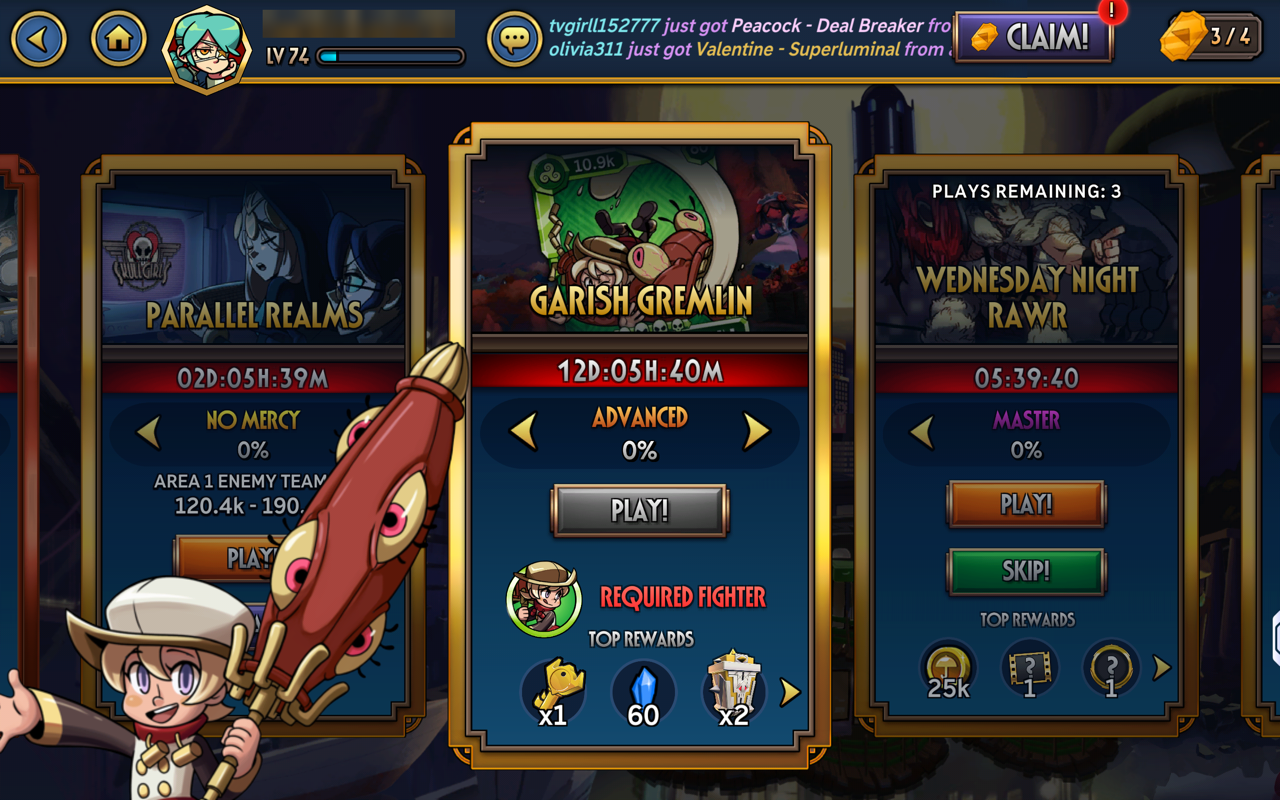 LV 74
tvgirll152777 just got Peacock - Deal Breaker fro
olivia311 just got Valentine - Superluminal from
CLAIM!
!
3/4
SKULLGIRLS
PARALLEL REALMS
02D:05H:39M
NO MERCY
0%
AREA 1 ENEMY TEAM
120.4k - 190.
PLAY!
10.9k
GARISH GREMLIN
12D:05H:40M
ADVANCED
0%
PLAY!
REQUIRED FIGHTER
TOP REWARDS
x1
60
x2
PLAYS REMAINING: 3
WEDNESDAY NIGHT
RAWR
05:39:40
MASTER
0%
PLAY!
SKIP!
TOP REWARDS
25k
?
1
?
1